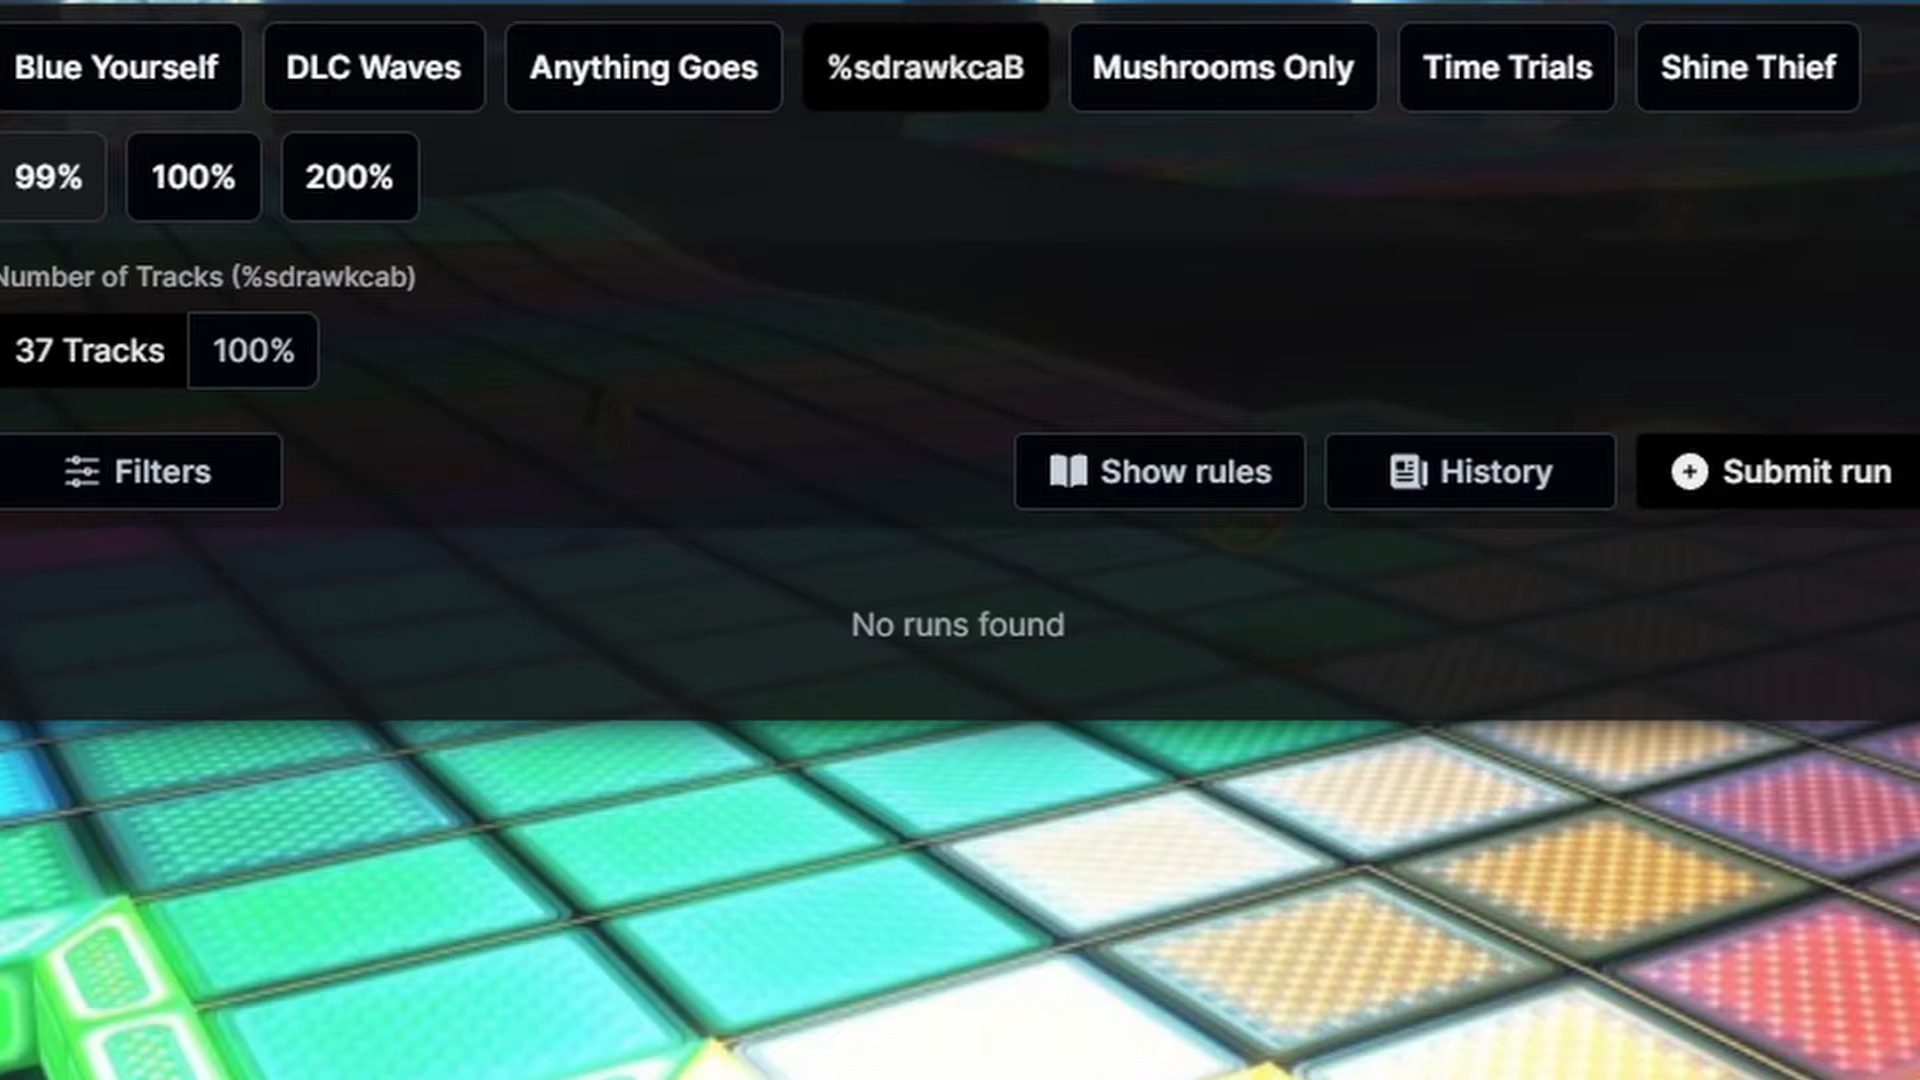 Blue Yourself DLC Waves Anything Goes %sdrawkcaB Mushrooms Only Time Trials Shine Thief
99% 100% 200%
Number of Tracks (%sdrawkcab)
37 Tracks 100%
Filters Show rules History Submit run
No runs found